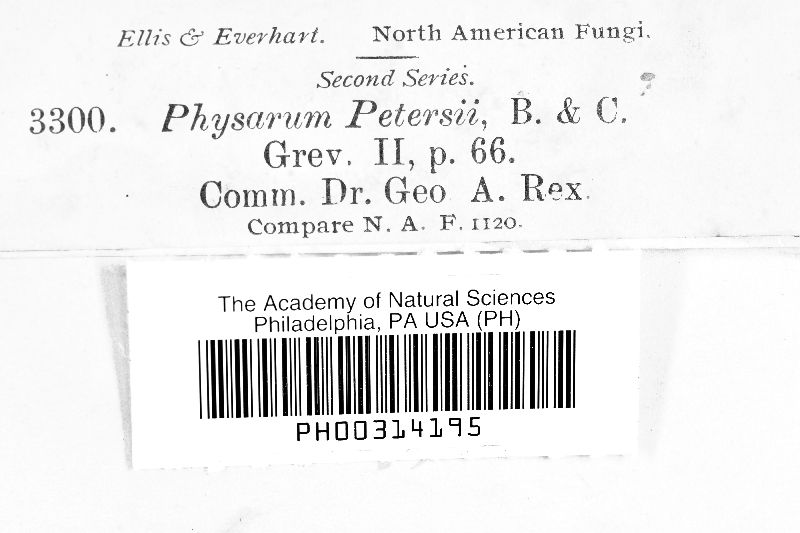 Ellis & Everhart. North American Fungi.
Second Series.
3300. Physarum Petersii, B. & C.
Grev. II, p. 66.
Comm. Dr. Geo A. Rex.
Compare N. A. F. 1120.
The Academy of Natural Sciences
Philadelphia, PA USA (PH)
PH00314195